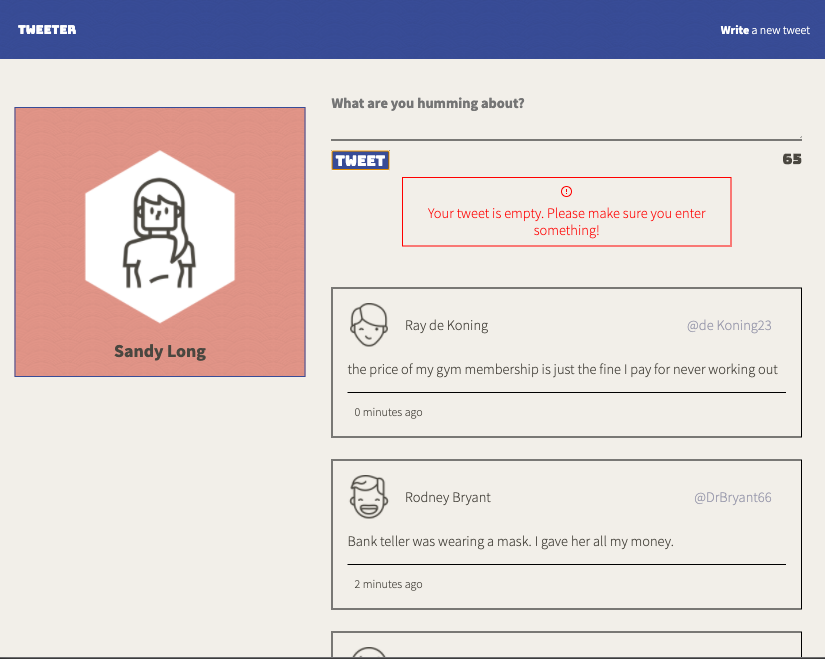 TWEETER
Write a new tweet
Sandy Long
What are you humming about?
TWEET
65
Your tweet is empty. Please make sure you enter
something!
Ray de Koning
@de Koning23
the price of my gym membership is just the fine I pay for never working out
0 minutes ago
Rodney Bryant
@DrBryant66
Bank teller was wearing a mask. I gave her all my money.
2 minutes ago